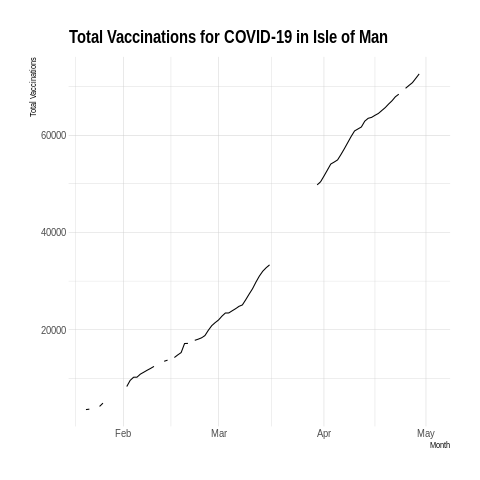 Total Vaccinations for COVID-19 in Isle of Man
Total Vaccinations
60000
40000
20000
Feb Mar Apr May
Month